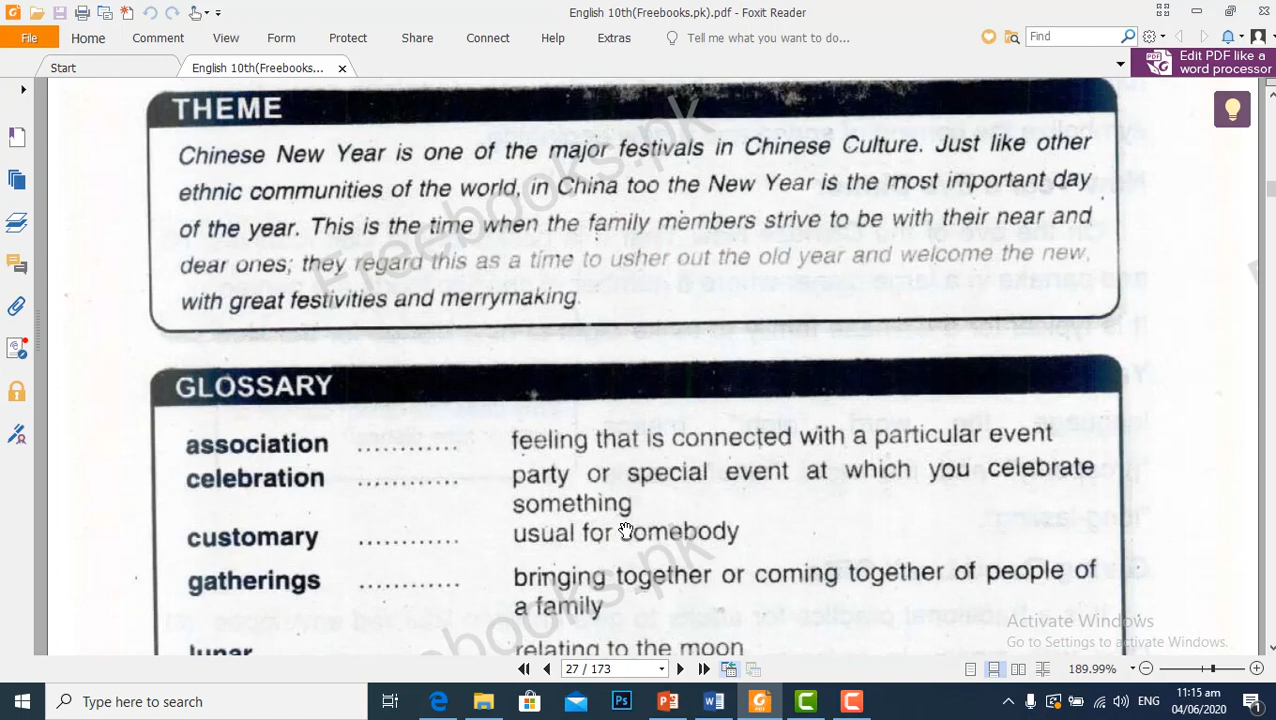 English 10th(Freebooks.pk).pdf - Foxit Reader
File Home Comment View Form Protect Share Connect Help Extras Tell me what you want to do... Find
Start English 10th(Freebooks... Edit PDF like a
word processor
THEME
Chinese New Year is one of the major festivals in Chinese Culture. Just like other
ethnic communities of the world, in China too the New Year is the most important day
of the year. This is the time when the family members strive to be with their near and
dear ones; they regard this as a time to usher out the old year and welcome the new,
with great festivities and merrymaking.
Freebooks.pk
GLOSSARY
association ............ feeling that is connected with a particular event
celebration ............ party or special event at which you celebrate
something
customary ............ usual for somebody
gatherings ............ bringing together or coming together of people of
a family
lunar relating to the moon
ebooks.pk
Activate Windows
Go to Settings to activate Windows.
27 / 173 189.99%
Type here to search ENG 11:15 am
04/06/2020